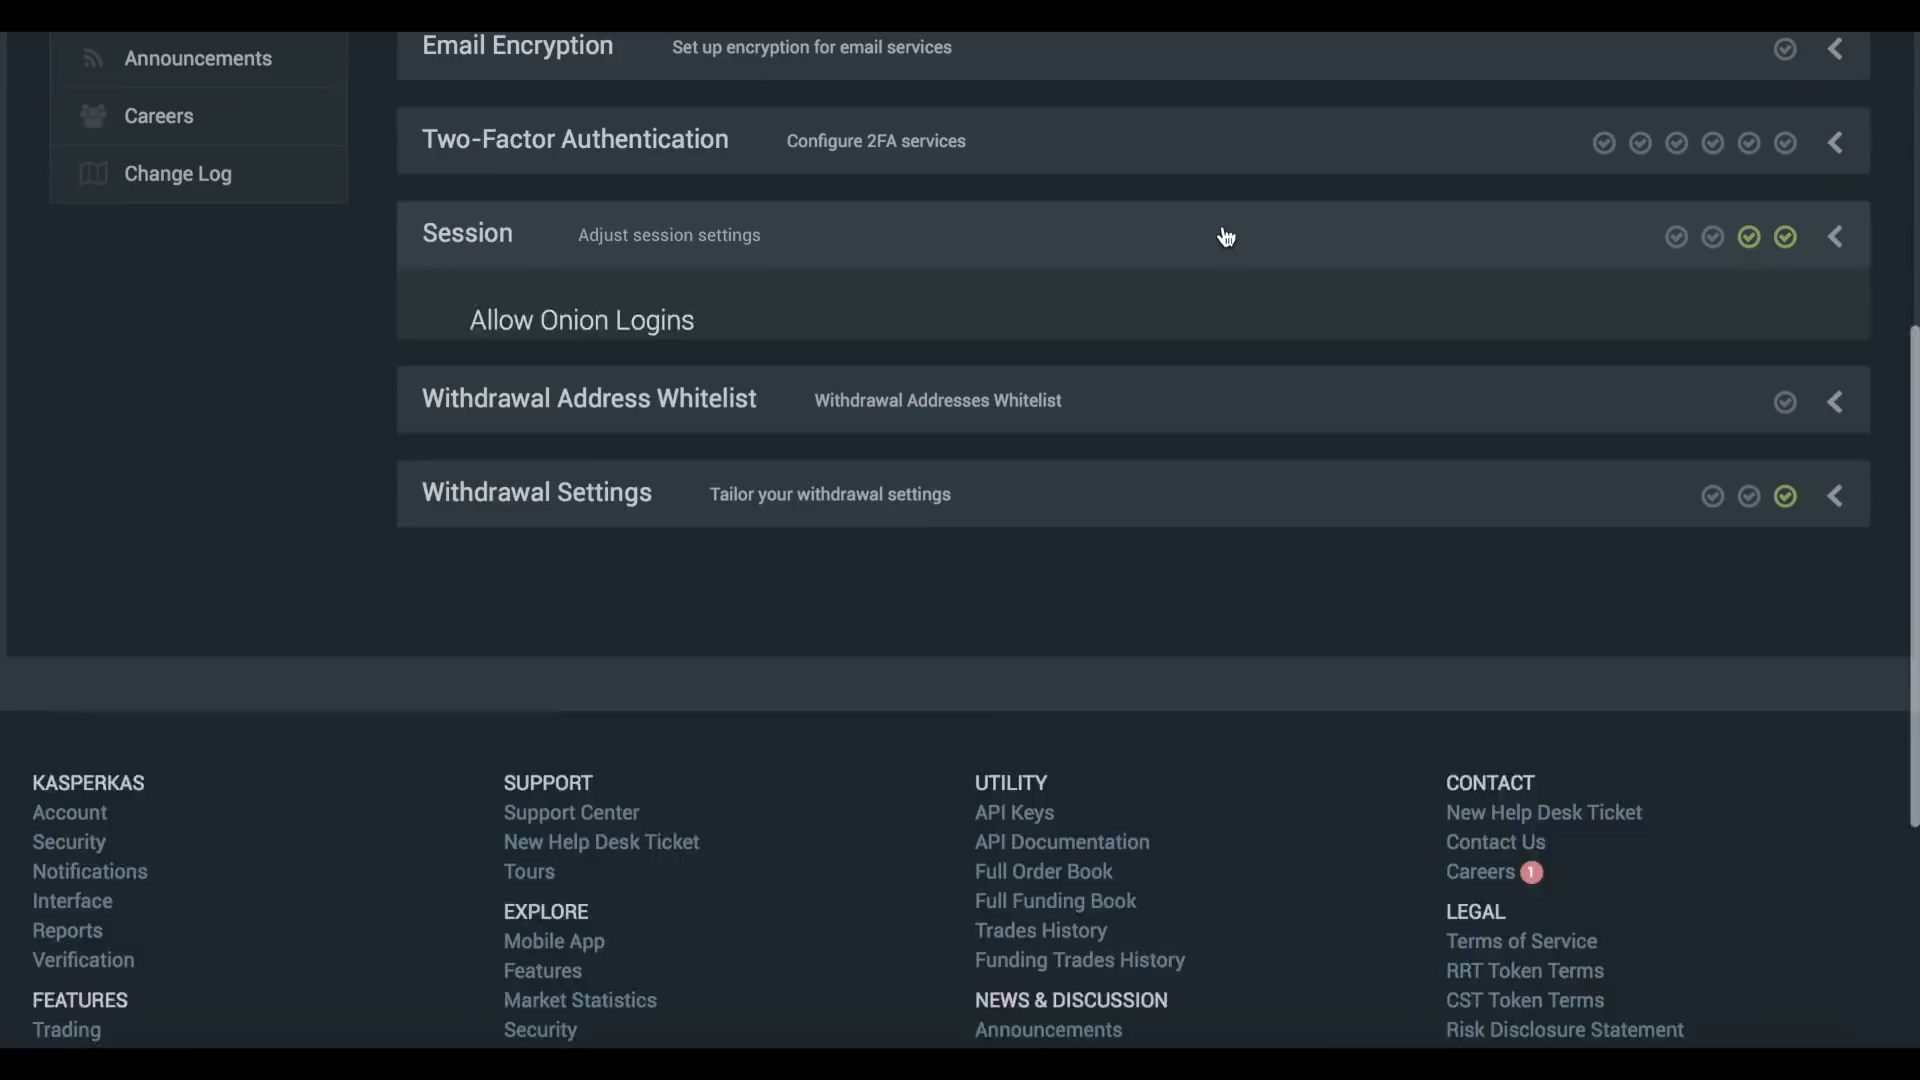 Announcements
Careers
Change Log
Email Encryption Set up encryption for email services
Two-Factor Authentication Configure 2FA services
Session Adjust session settings
Allow Onion Logins
Withdrawal Address Whitelist Withdrawal Addresses Whitelist
Withdrawal Settings Tailor your withdrawal settings
KASPERKAS
Account
Security
Notifications
Interface
Reports
Verification
FEATURES
Trading
SUPPORT
Support Center
New Help Desk Ticket
Tours
EXPLORE
Mobile App
Features
Market Statistics
Security
UTILITY
API Keys
API Documentation
Full Order Book
Full Funding Book
Trades History
Funding Trades History
NEWS & DISCUSSION
Announcements
CONTACT
New Help Desk Ticket
Contact Us
Careers 1
LEGAL
Terms of Service
RRT Token Terms
CST Token Terms
Risk Disclosure Statement